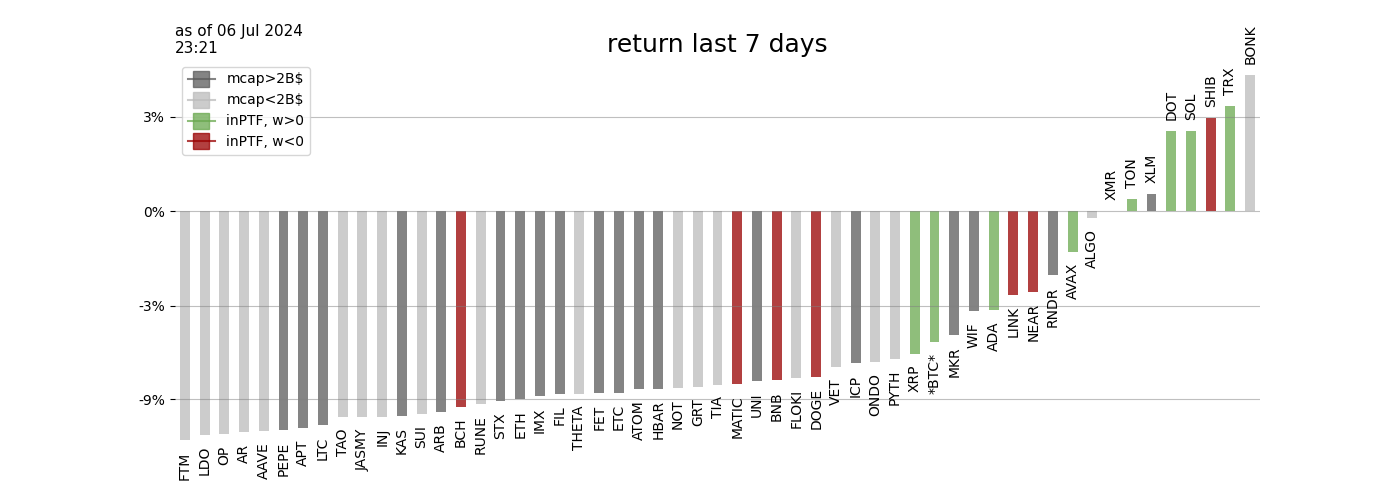 as of 06 Jul 2024
23:21
return last 7 days
mcap>2B$
mcap<2B$
inPTF, w>0
inPTF, w<0
3%
0%
-3%
-9%
FTM
LDO
OP
AR
AAVE
PEPE
APT
LTC
TAO
JASMY
INJ
KAS
SUI
ARB
BCH
RUNE
STX
ETH
IMX
FIL
THETA
FET
ETC
ATOM
HBAR
NOT
GRT
TIA
MATIC
UNI
BNB
FLOKI
DOGE
VET
ICP
ONDO
PYTH
XRP
*BTC*
MKR
WIF
ADA
LINK
NEAR
RNDR
AVAX
ALGO
XMR
TON
XLM
DOT
SOL
SHIB
TRX
BONK